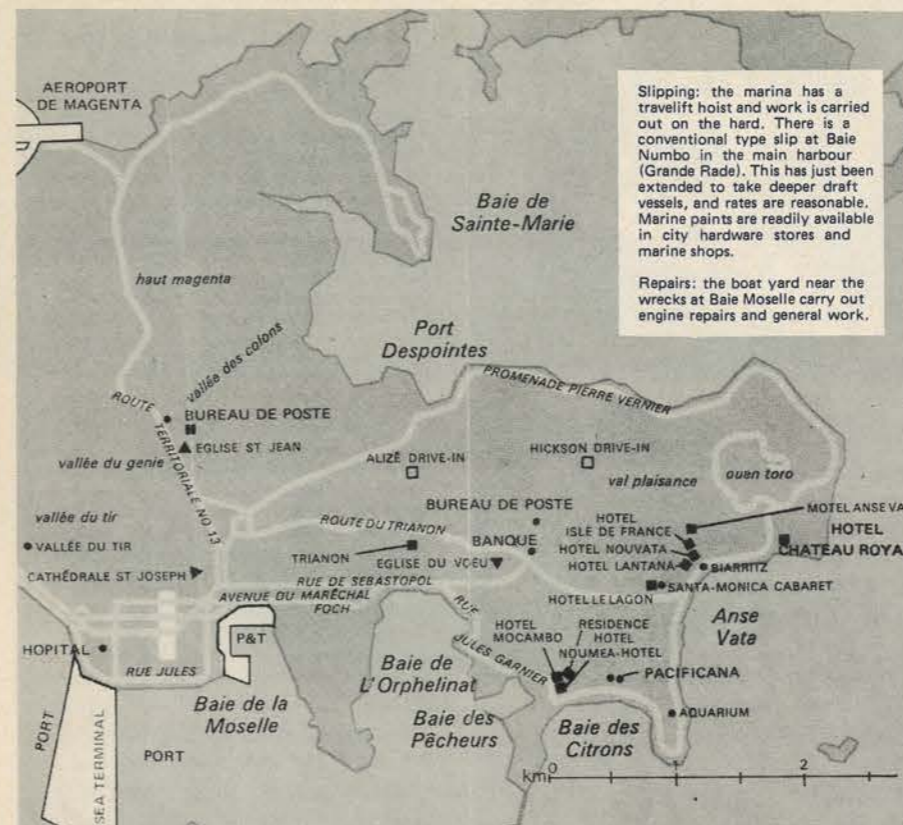 AEROPORT
DE MAGENTA
Slipping: the marina has a
travelift hoist and work is carried
out on the hard. There is a
conventional type slip at Baie
Numbo in the main harbour
(Grande Rade). This has just been
extended to take deeper draft
vessels, and rates are reasonable.
Marine paints are readily available
in city hardware stores and
marine shops.
Repairs: the boat yard near the
wrecks at Baie Moselle carry out
engine repairs and general work.
Baie de
Sainte-Marie
haut magenta
Port
Despointes
vallée des colons
PROMENADE PIERRE VERNIER
ROUTE TERRITORIALE NO 13
BUREAU DE POSTE
EGLISE ST JEAN
vallée du genie
ALIZĒ DRIVE-IN
HICKSON DRIVE-IN
val plaisance
ouen toro
vallée du tir
VALLÉE DU TIR
BUREAU DE POSTE
ROUTE DU TRIANON
BANQUE
TRIANON
EGLISE DU VOEU
HOTEL
ISLE DE FRANCE
HOTEL NOUVATA
HOTEL LANTANA
MOTEL ANSE VA
HOTEL
CHATEAU ROYA
BIARRITZ
SANTA-MONICA CABARET
HOTEL LE LAGON
CATHÉDRALE ST JOSEPH
RUE DE SEBASTOPOL
AVENUE DU MARÉCHAL
FOCH
RUE
JULES GARNIER
HOTEL
MOCAMBO
RESIDENCE
HOTEL
NOUMEA-HOTEL
Anse
Vata
P&T
HOPITAL
RUE JULES
Baie de la
Moselle
Baie de
L'Orphelinat
Baie des
Pêcheurs
Baie des
Citrons
PACIFICANA
AQUARIUM
PORT
SEA TERMINAL
PORT
km
0
1
2